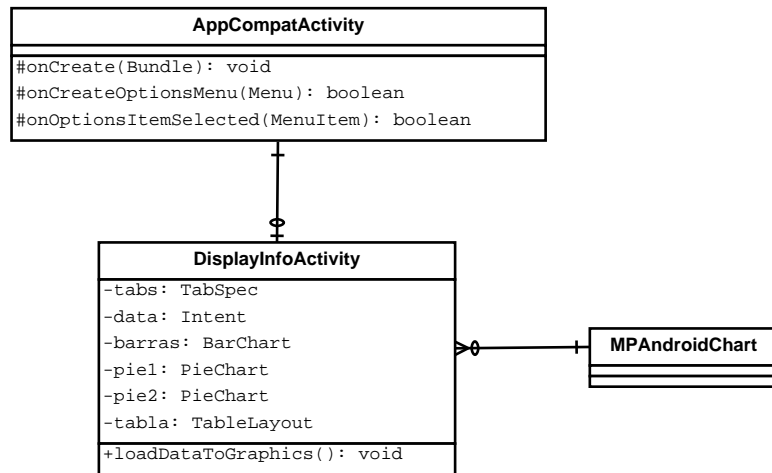 AppCompatActivity
#onCreate(Bundle): void
#onCreateOptionsMenu(Menu): boolean
#onOptionsItemSelected(MenuItem): boolean
DisplayInfoActivity
-tabs: TabSpec
-data: Intent
-barras: BarChart
-pie1: PieChart
-pie2: PieChart
-tabla: TableLayout
+loadDataToGraphics(): void
MPAndroidChart